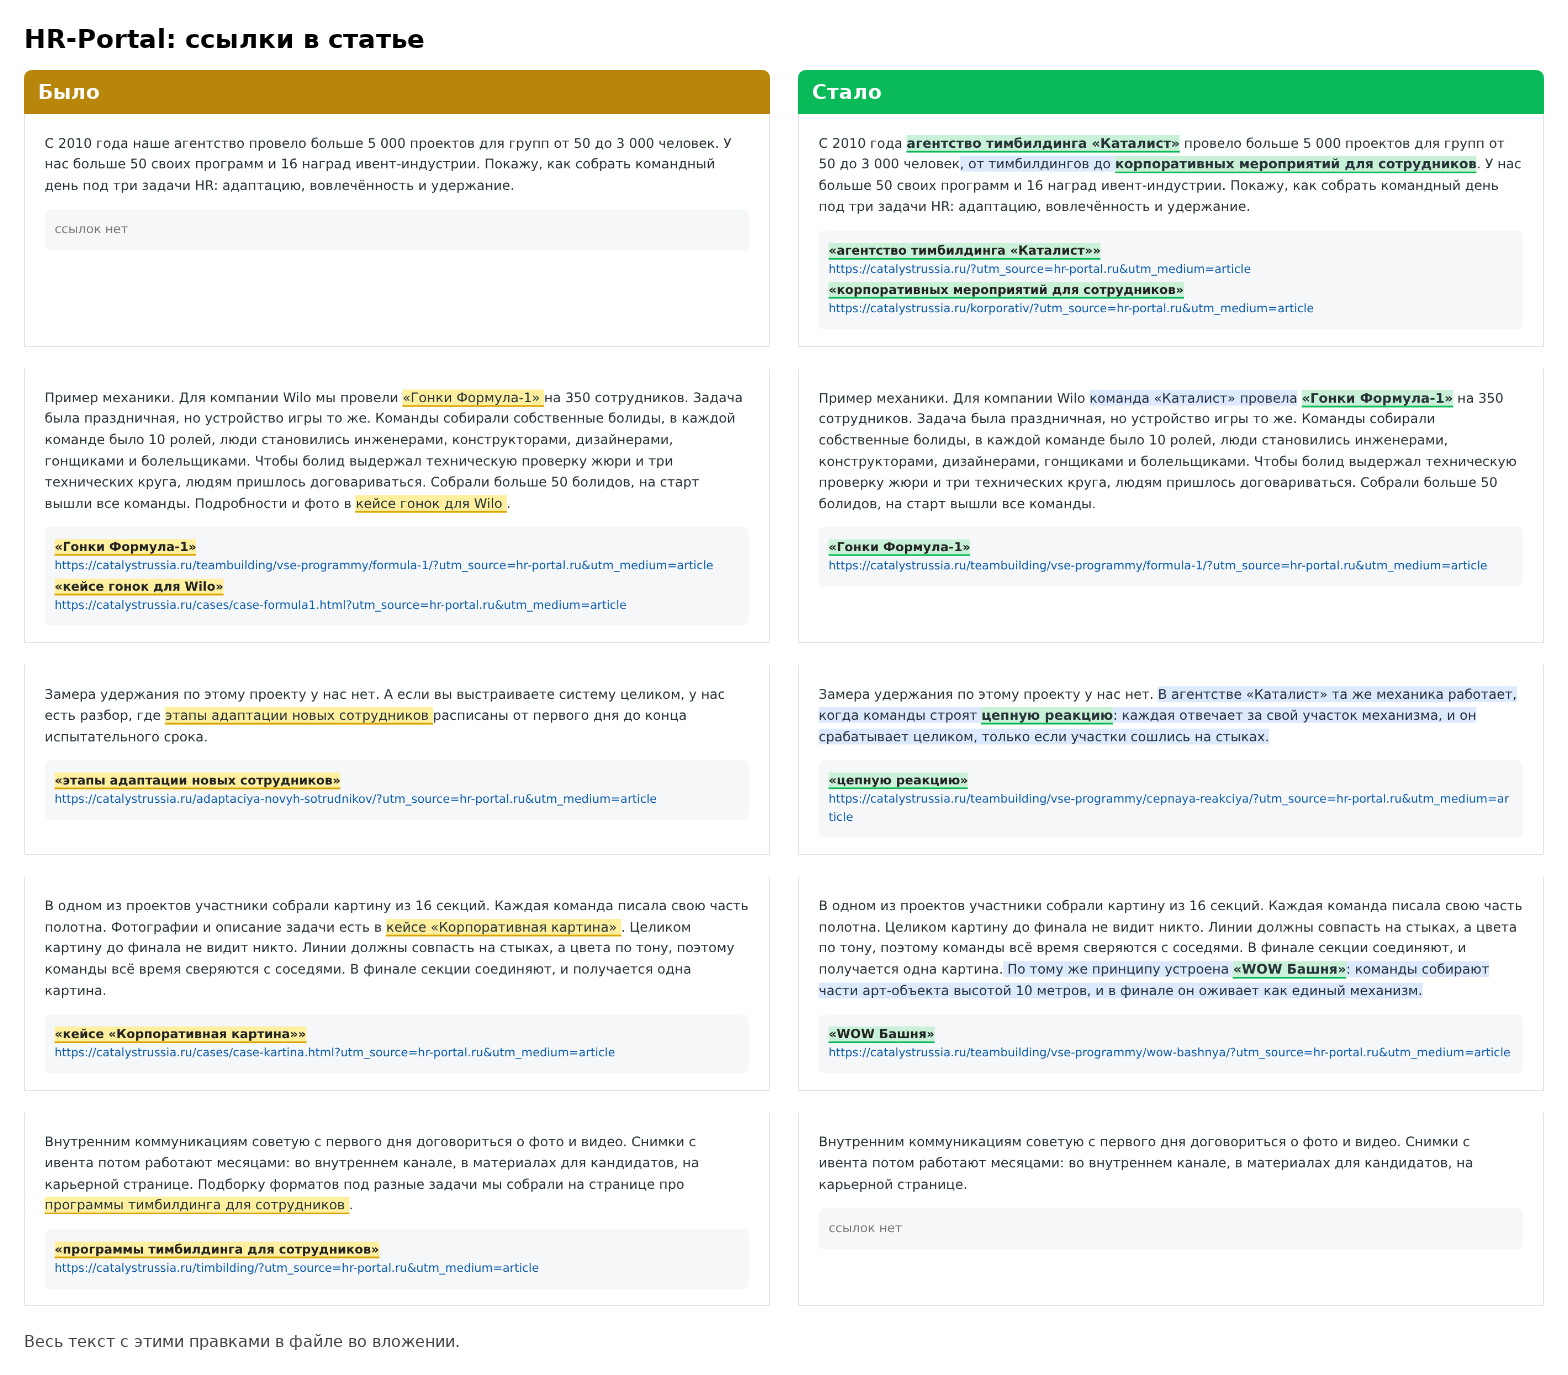 HR-Portal: ссылки в статье
Было
С 2010 года наше агентство провело больше 5 000 проектов для групп от 50 до 3 000 человек. У
нас больше 50 своих программ и 16 наград ивент-индустрии. Покажу, как собрать командный
день под три задачи HR: адаптацию, вовлечённость и удержание.
ссылок нет
Стало
С 2010 года агентство тимбилдинга «Каталист» провело больше 5 000 проектов для групп от
50 до 3 000 человек, от тимбилдингов до корпоративных мероприятий для сотрудников. У нас
больше 50 своих программ и 16 наград ивент-индустрии. Покажу, как собрать командный день
под три задачи HR: адаптацию, вовлечённость и удержание.
«агентство тимбилдинга «Каталист»»
https://catalystrussia.ru/?utm_source=hr-portal.ru&utm_medium=article
«корпоративных мероприятий для сотрудников»
https://catalystrussia.ru/korporativ/?utm_source=hr-portal.ru&utm_medium=article
Пример механики. Для компании Wilo мы провели «Гонки Формула-1» на 350 сотрудников. Задача
была праздничная, но устройство игры то же. Команды собирали собственные болиды, в каждой
команде было 10 ролей, люди становились инженерами, конструкторами, дизайнерами,
гонщиками и болельщиками. Чтобы болид выдержал техническую проверку жюри и три
технических круга, людям пришлось договариваться. Собрали больше 50 болидов, на старт
вышли все команды. Подробности и фото в кейсе гонок для Wilo .
«Гонки Формула-1»
https://catalystrussia.ru/teambuilding/vse-programmy/formula-1/?utm_source=hr-portal.ru&utm_medium=article
«кейсе гонок для Wilo»
https://catalystrussia.ru/cases/case-formula1.html?utm_source=hr-portal.ru&utm_medium=article
Пример механики. Для компании Wilo команда «Каталист» провела «Гонки Формула-1» на 350
сотрудников. Задача была праздничная, но устройство игры то же. Команды собирали
собственные болиды, в каждой команде было 10 ролей, люди становились инженерами,
конструкторами, дизайнерами, гонщиками и болельщиками. Чтобы болид выдержал техническую
проверку жюри и три технических круга, людям пришлось договариваться. Собрали больше 50
болидов, на старт вышли все команды.
«Гонки Формула-1»
https://catalystrussia.ru/teambuilding/vse-programmy/formula-1/?utm_source=hr-portal.ru&utm_medium=article
Замера удержания по этому проекту у нас нет. А если вы выстраиваете систему целиком, у нас
есть разбор, где этапы адаптации новых сотрудников расписаны от первого дня до конца
испытательного срока.
«этапы адаптации новых сотрудников»
https://catalystrussia.ru/adaptaciya-novyh-sotrudnikov/?utm_source=hr-portal.ru&utm_medium=article
Замера удержания по этому проекту у нас нет. В агентстве «Каталист» та же механика работает,
когда команды строят цепную реакцию: каждая отвечает за свой участок механизма, и он
срабатывает целиком, только если участки сошлись на стыках.
«цепную реакцию»
https://catalystrussia.ru/teambuilding/vse-programmy/cepnaya-reakciya/?utm_source=hr-portal.ru&utm_medium=ar
ticle
В одном из проектов участники собрали картину из 16 секций. Каждая команда писала свою часть
полотна. Фотографии и описание задачи есть в кейсе «Корпоративная картина» . Целиком
картину до финала не видит никто. Линии должны совпасть на стыках, а цвета по тону, поэтому
команды всё время сверяются с соседями. В финале секции соединяют, и получается одна
картина.
«кейсе «Корпоративная картина»»
https://catalystrussia.ru/cases/case-kartina.html?utm_source=hr-portal.ru&utm_medium=article
В одном из проектов участники собрали картину из 16 секций. Каждая команда писала свою часть
полотна. Целиком картину до финала не видит никто. Линии должны совпасть на стыках, а цвета
по тону, поэтому команды всё время сверяются с соседями. В финале секции соединяют, и
получается одна картина. По тому же принципу устроена «WOW Башня»: команды собирают
части арт-объекта высотой 10 метров, и в финале он оживает как единый механизм.
«WOW Башня»
https://catalystrussia.ru/teambuilding/vse-programmy/wow-bashnya/?utm_source=hr-portal.ru&utm_medium=article
Внутренним коммуникациям советую с первого дня договориться о фото и видео. Снимки с
ивента потом работают месяцами: во внутреннем канале, в материалах для кандидатов, на
карьерной странице. Подборку форматов под разные задачи мы собрали на странице про
программы тимбилдинга для сотрудников .
«программы тимбилдинга для сотрудников»
https://catalystrussia.ru/timbilding/?utm_source=hr-portal.ru&utm_medium=article
Внутренним коммуникациям советую с первого дня договориться о фото и видео. Снимки с
ивента потом работают месяцами: во внутреннем канале, в материалах для кандидатов, на
карьерной странице.
ссылок нет
Весь текст с этими правками в файле во вложении.